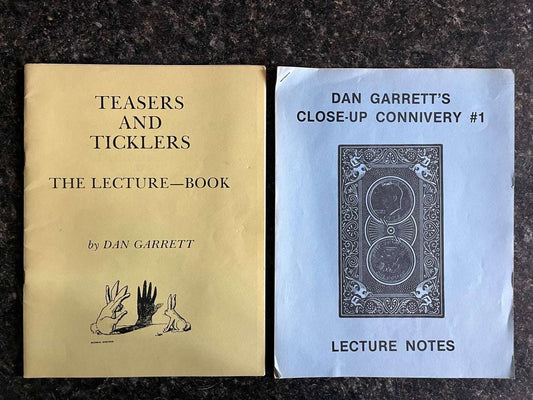 TEASERS
AND
TICKLERS
THE LECTURE—BOOK
by DAN GARRETT
DAN GARRETT'S
CLOSE-UP CONNIVERY #1
LECTURE NOTES